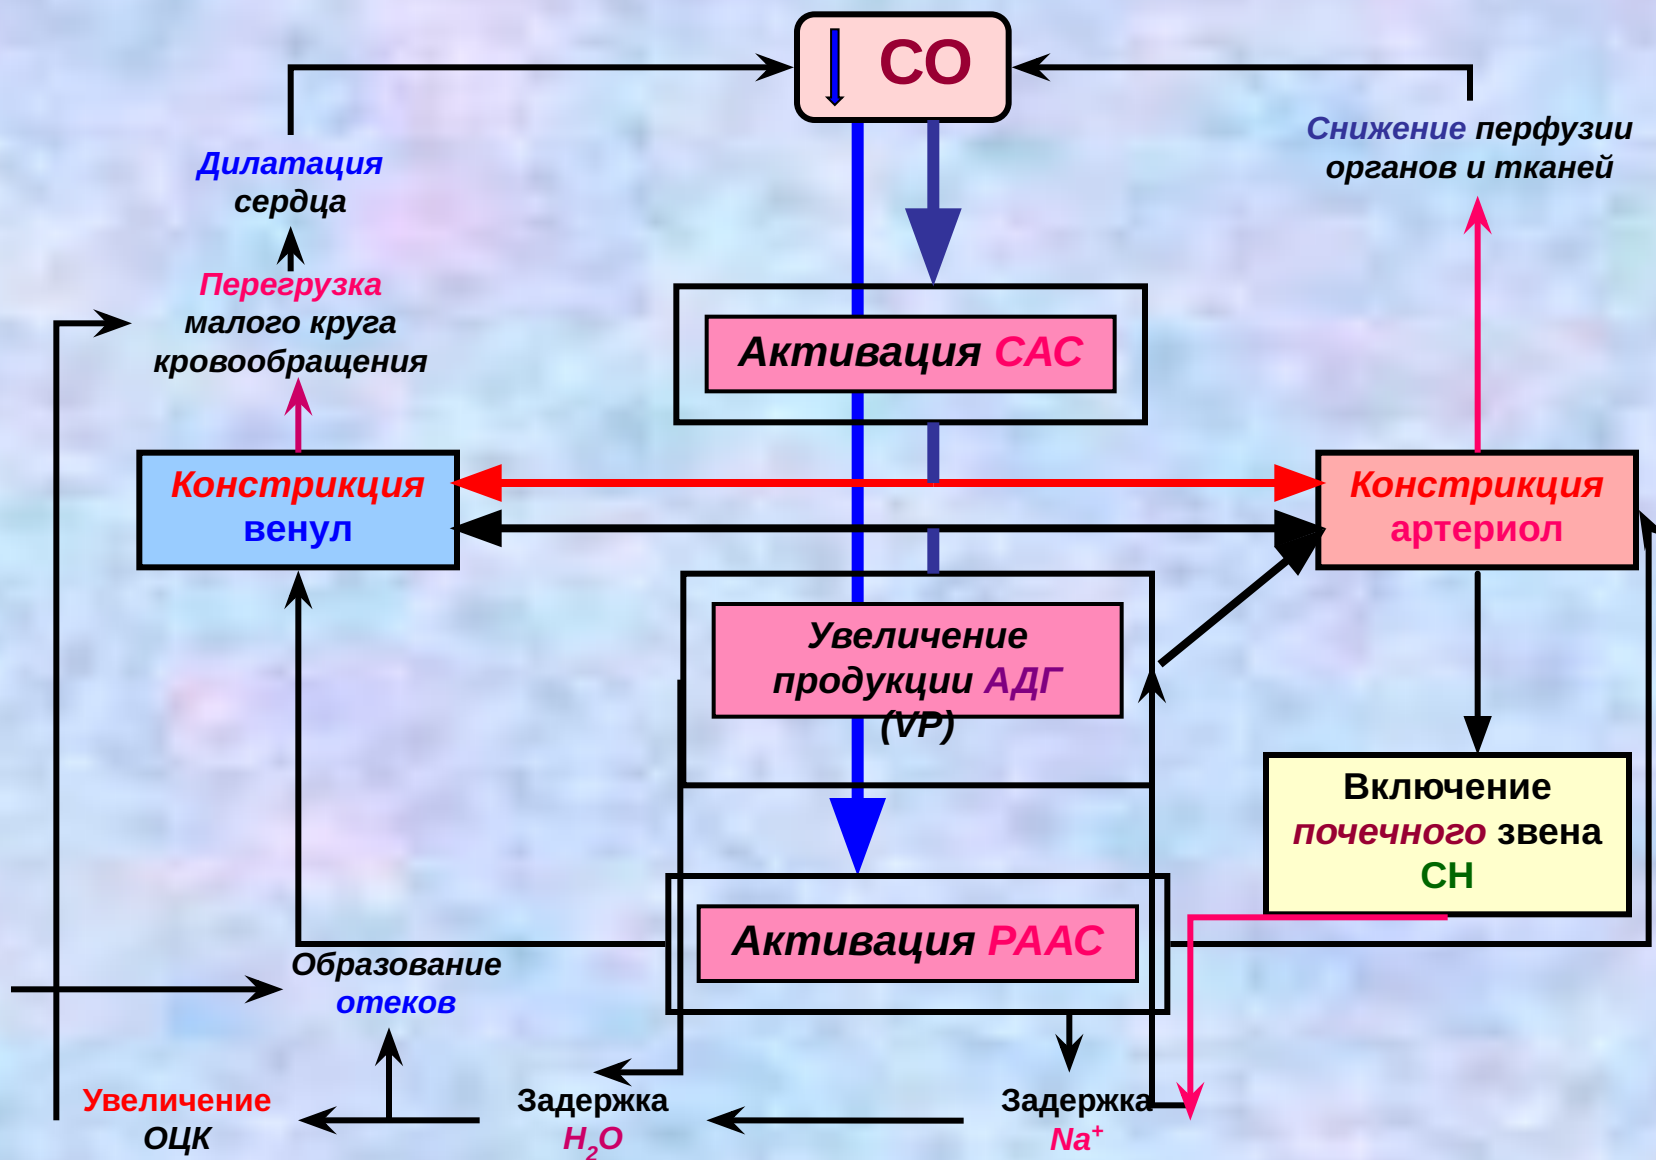 СО
Снижение перфузии
органов и тканей
Дилатация
сердца
Перегрузка
малого круга
кровообращения
Активация САС
Констрикция
венул
Констрикция
артериол
Увеличение
продукции АДГ
(VP)
Включение
почечного звена
СН
Активация РААС
Образование
отеков
Увеличение
ОЦК
Задержка
H₂O
Задержка
Na⁺